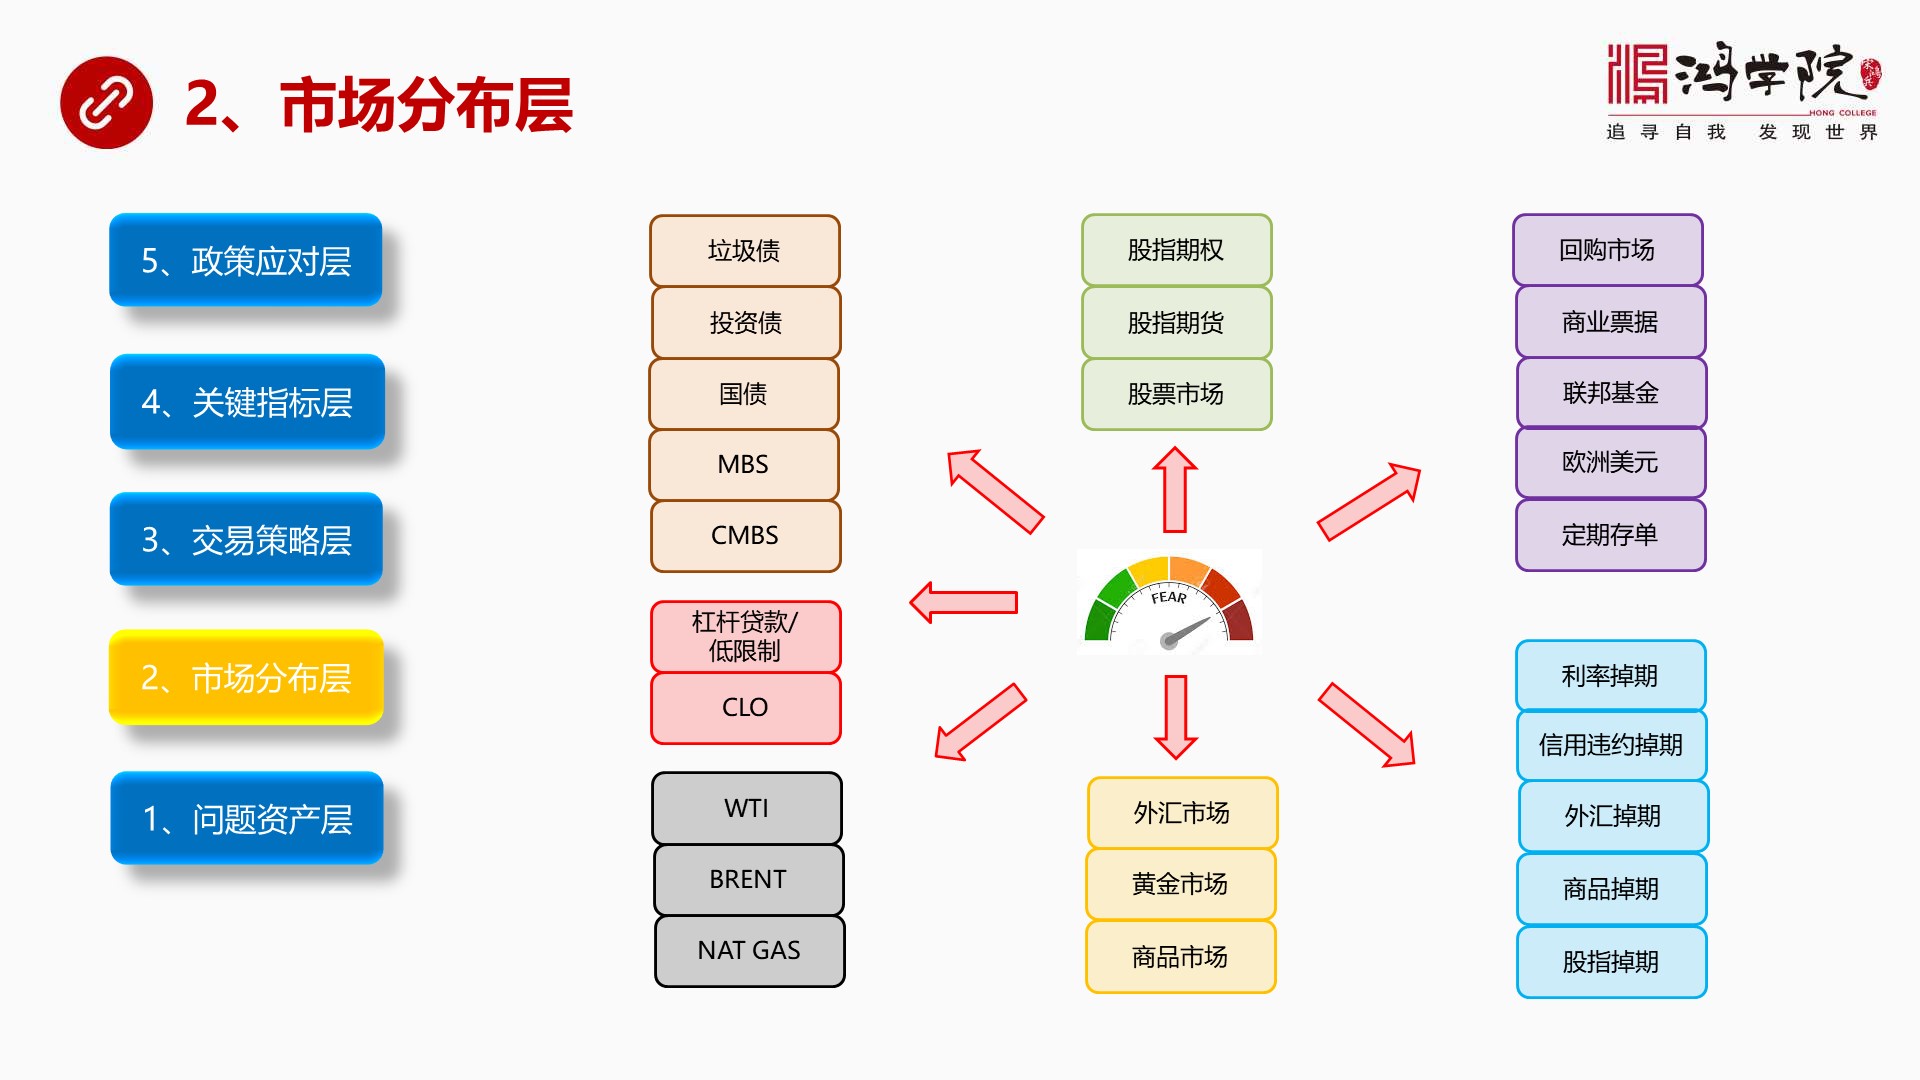 2、市场分布层
鸿学院
宋鸿兵
HONG COLLEGE
追寻自我 发现世界
5、政策应对层
4、关键指标层
3、交易策略层
2、市场分布层
1、问题资产层
垃圾债
投资债
国债
MBS
CMBS
杠杆贷款/
低限制
CLO
WTI
BRENT
NAT GAS
股指期权
股指期货
股票市场
FEAR
外汇市场
黄金市场
商品市场
回购市场
商业票据
联邦基金
欧洲美元
定期存单
利率掉期
信用违约掉期
外汇掉期
商品掉期
股指掉期